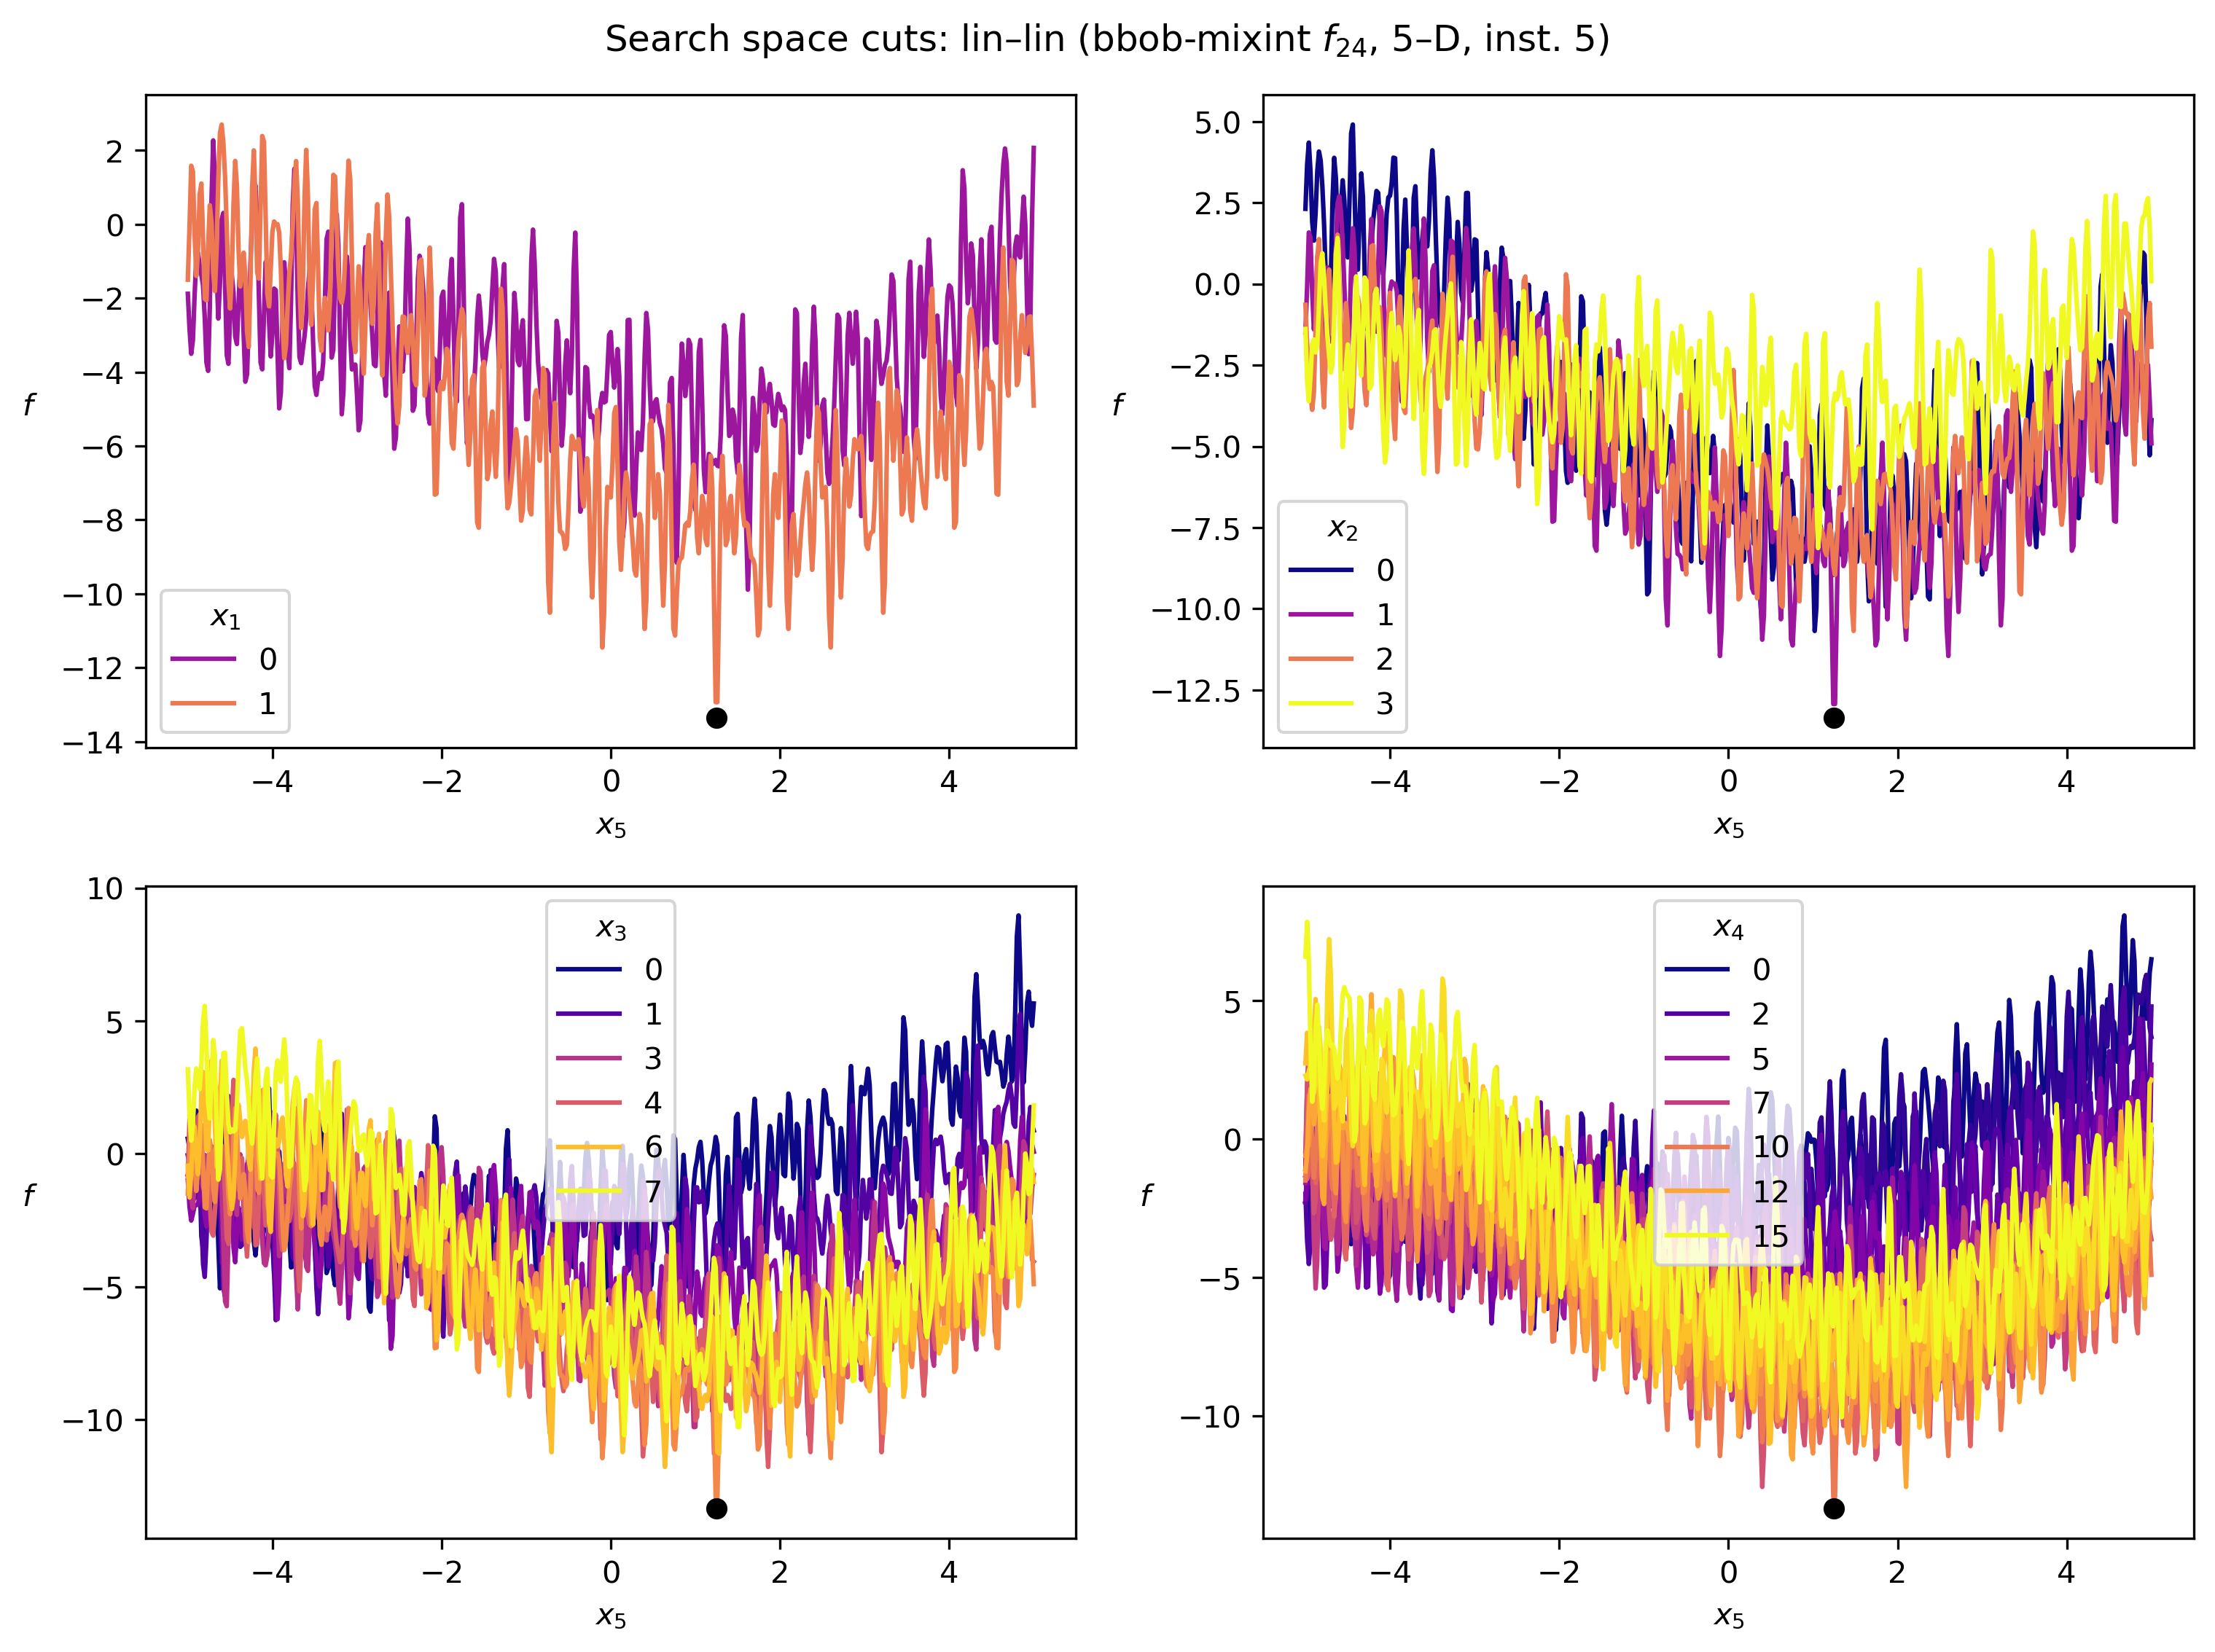 Search space cuts: lin–lin (bbob-mixint f24, 5–D, inst. 5)
2
0
−2
−4
−6
−8
−10
−12
−14
f
x1
0
1
−4 −2 0 2 4
x5
5.0
2.5
0.0
−2.5
−5.0
−7.5
−10.0
−12.5
f
x2
0
1
2
3
−4 −2 0 2 4
x5
10
5
0
−5
−10
f
x3
0
1
3
4
6
7
−4 −2 0 2 4
x5
5
0
−5
−10
f
x4
0
2
5
7
10
12
15
−4 −2 0 2 4
x5